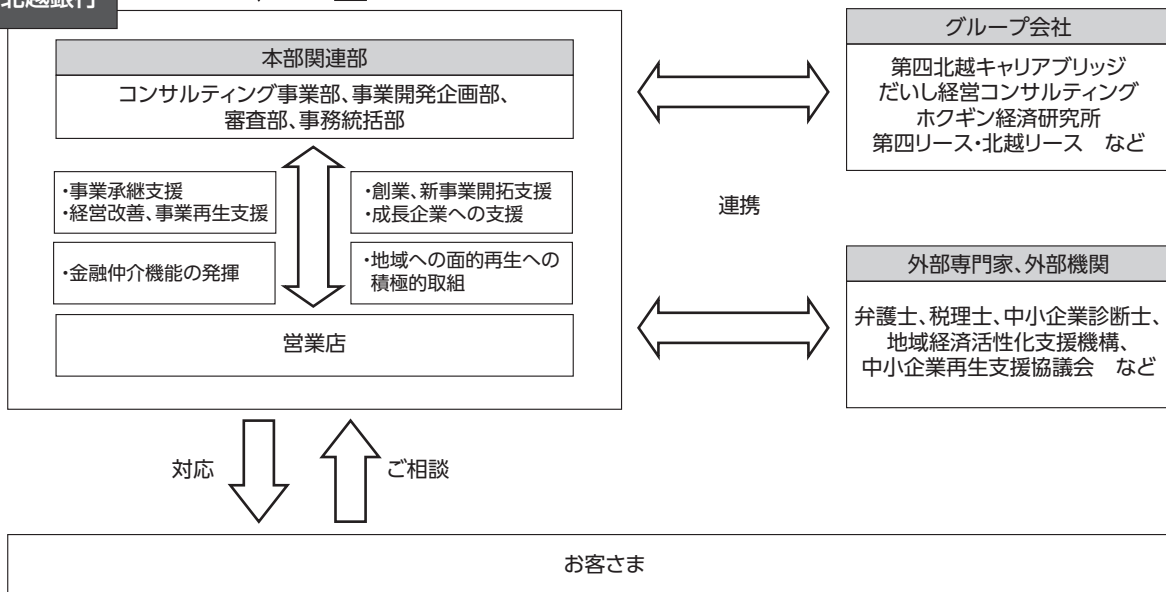 北越銀行
本部関連部
コンサルティング事業部、事業開発企画部、
審査部、事務統括部
・事業承継支援
・経営改善、事業再生支援
・創業、新事業開拓支援
・成長企業への支援
・金融仲介機能の発揮
・地域への面的再生への
積極的取組
営業店
グループ会社
第四北越キャリアブリッジ
だいし経営コンサルティング
ホクギン経済研究所
第四リース・北越リース　など
連携
外部専門家、外部機関
弁護士、税理士、中小企業診断士、
地域経済活性化支援機構、
中小企業再生支援協議会　など
対応
ご相談
お客さま